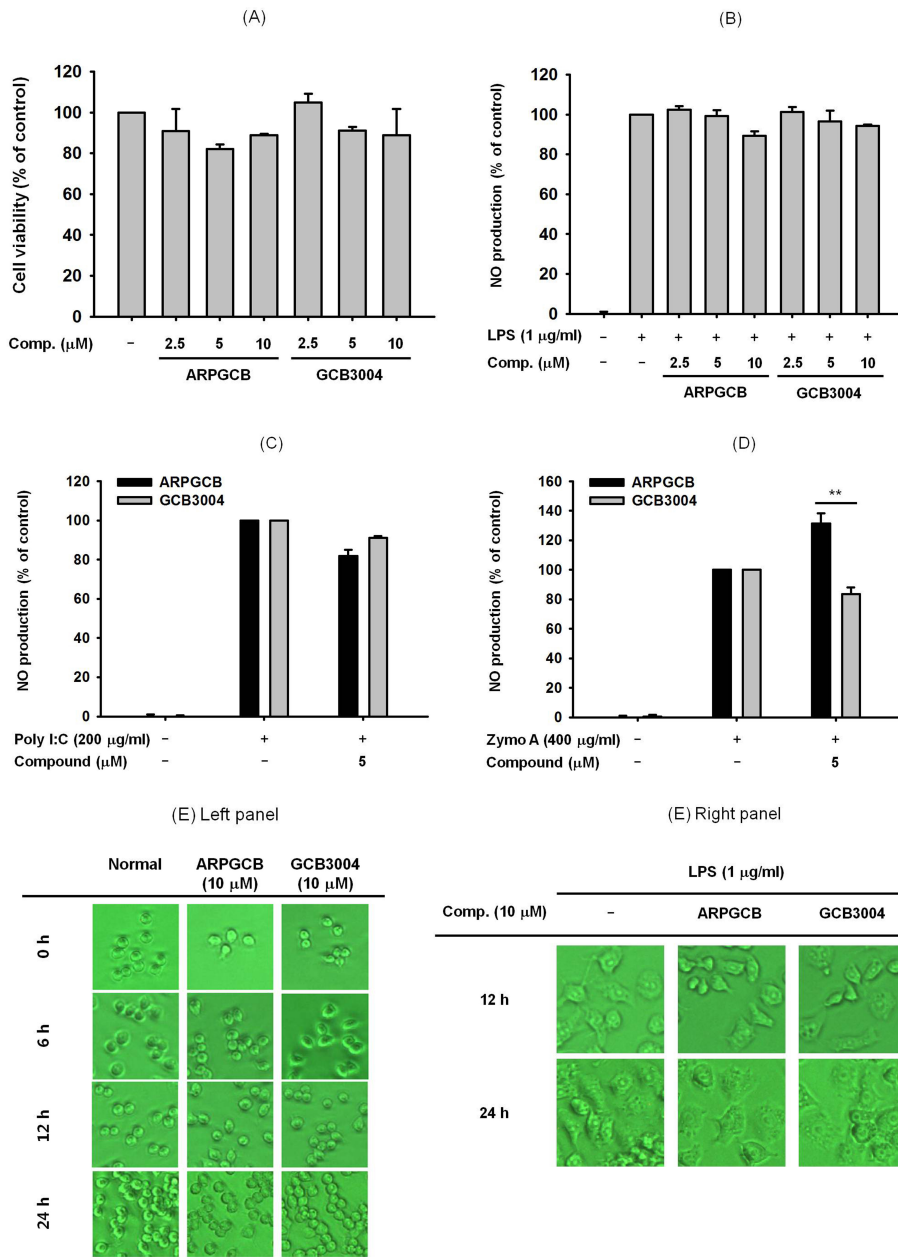 (A)
Cell viability (% of control)
120
100
80
60
40
20
0
Comp. (μM) – 2.5 5 10 2.5 5 10
ARPGCB GCB3004
(B)
NO production (% of control)
120
100
80
60
40
20
0
LPS (1 μg/ml) – + + + + + + +
Comp. (μM) – – 2.5 5 10 2.5 5 10
ARPGCB GCB3004
(C)
ARPGCB
GCB3004
NO production (% of control)
120
100
80
60
40
20
0
Poly I:C (200 μg/ml) – + +
Compound (μM) – – 5
(D)
ARPGCB
GCB3004
**
NO production (% of control)
160
140
120
100
80
60
40
20
0
Zymo A (400 μg/ml) – + +
Compound (μM) – – 5
(E) Left panel
Normal ARPGCB GCB3004
(10 μM) (10 μM)
0 h
6 h
12 h
24 h
(E) Right panel
LPS (1 μg/ml)
Comp. (10 μM) – ARPGCB GCB3004
12 h
24 h